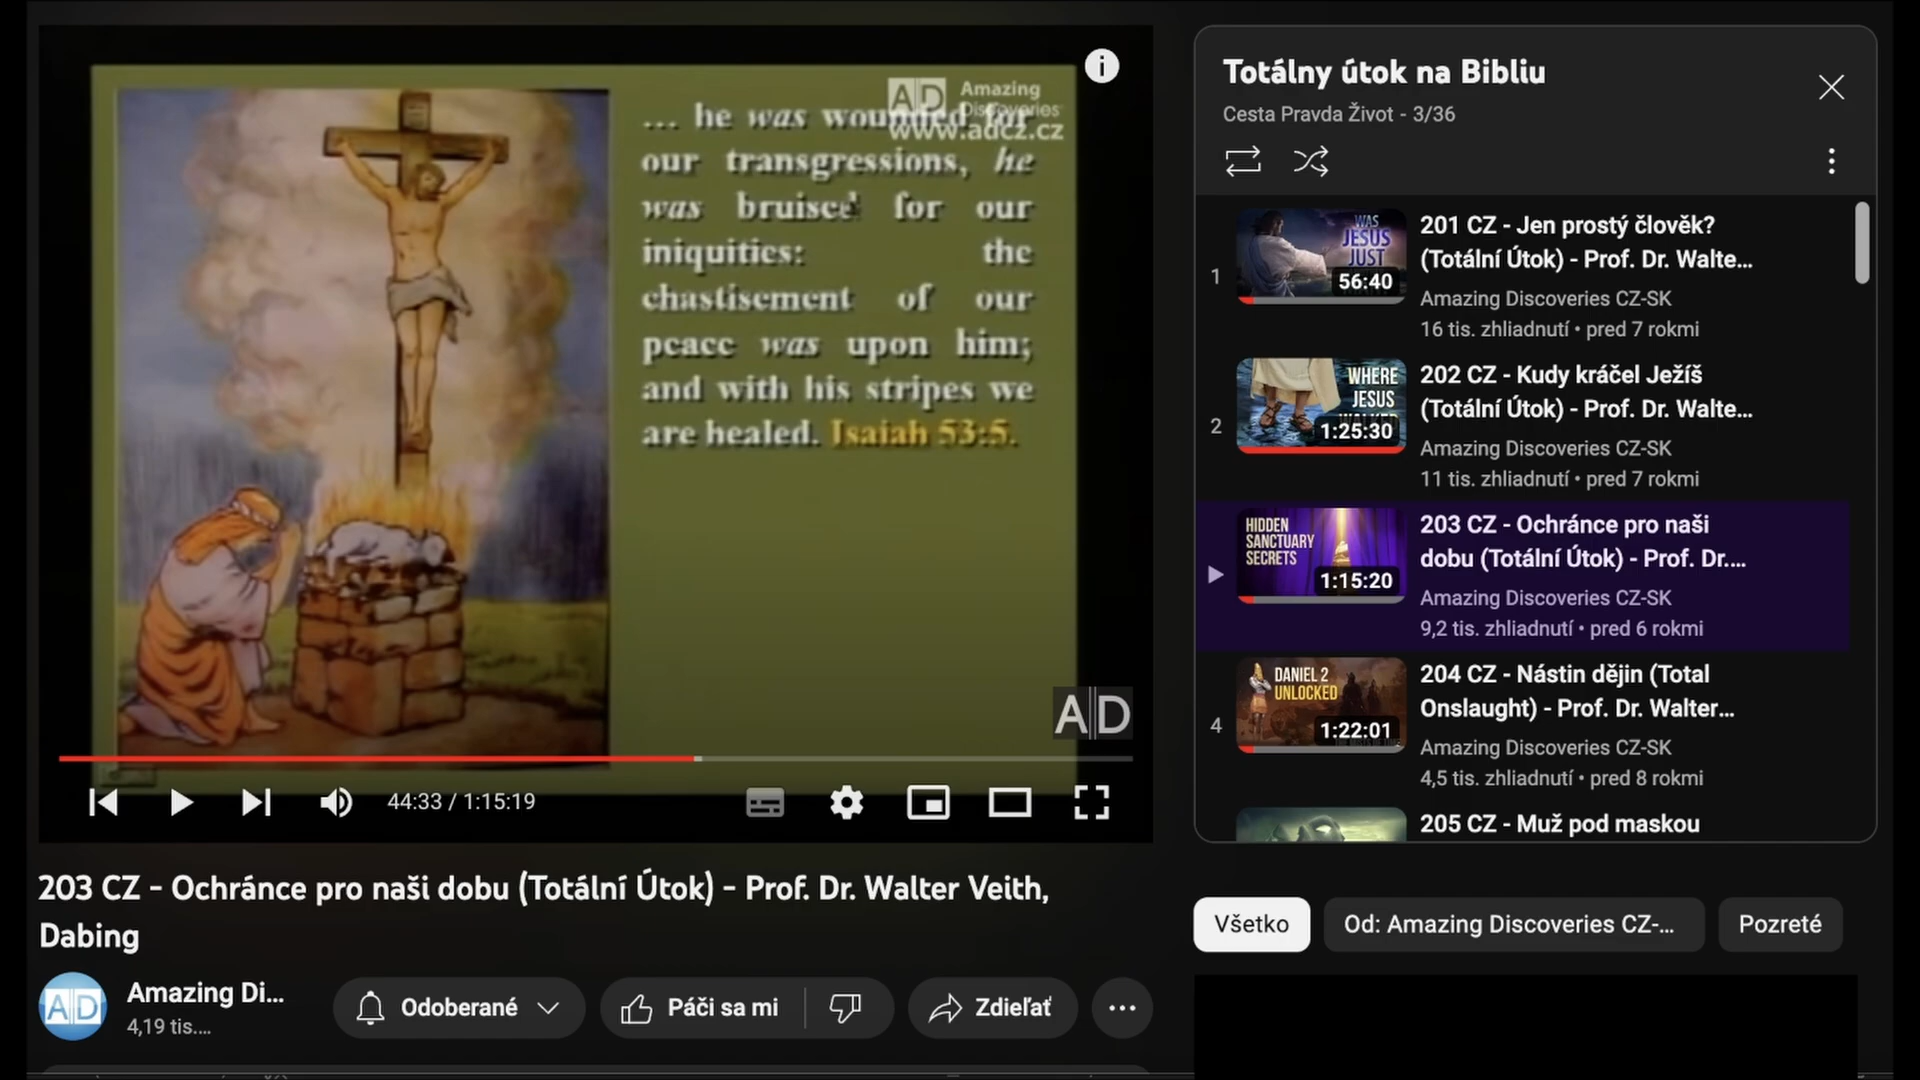 AD Amazing Discoveries
www.adcz.cz
... he was wounded for
our transgressions, he
was bruised for our
iniquities: the
chastisement of our
peace was upon him;
and with his stripes we
are healed. Isaiah 53:5.
AD
44:33 / 1:15:19
203 CZ - Ochránce pro naši dobu (Totální Útok) - Prof. Dr. Walter Veith,
Dabing
AD
Amazing Di...
4,19 tis....
Odoberané
Páči sa mi
Zdieľať
Totálny útok na Bibliu
Cesta Pravda Život - 3/36
1
WAS
JESUS
JUST
56:40
201 CZ - Jen prostý člověk?
(Totální Útok) - Prof. Dr. Walte...
Amazing Discoveries CZ-SK
16 tis. zhliadnutí • pred 7 rokmi
2
WHERE
JESUS
WALKED
1:25:30
202 CZ - Kudy kráčel Ježíš
(Totální Útok) - Prof. Dr. Walte...
Amazing Discoveries CZ-SK
11 tis. zhliadnutí • pred 7 rokmi
HIDDEN
SANCTUARY
SECRETS
1:15:20
203 CZ - Ochránce pro naši
dobu (Totální Útok) - Prof. Dr....
Amazing Discoveries CZ-SK
9,2 tis. zhliadnutí • pred 6 rokmi
4
DANIEL 2
UNLOCKED
1:22:01
204 CZ - Nástin dějin (Total
Onslaught) - Prof. Dr. Walter...
Amazing Discoveries CZ-SK
4,5 tis. zhliadnutí • pred 8 rokmi
205 CZ - Muž pod maskou
Všetko
Od: Amazing Discoveries CZ-...
Pozreté